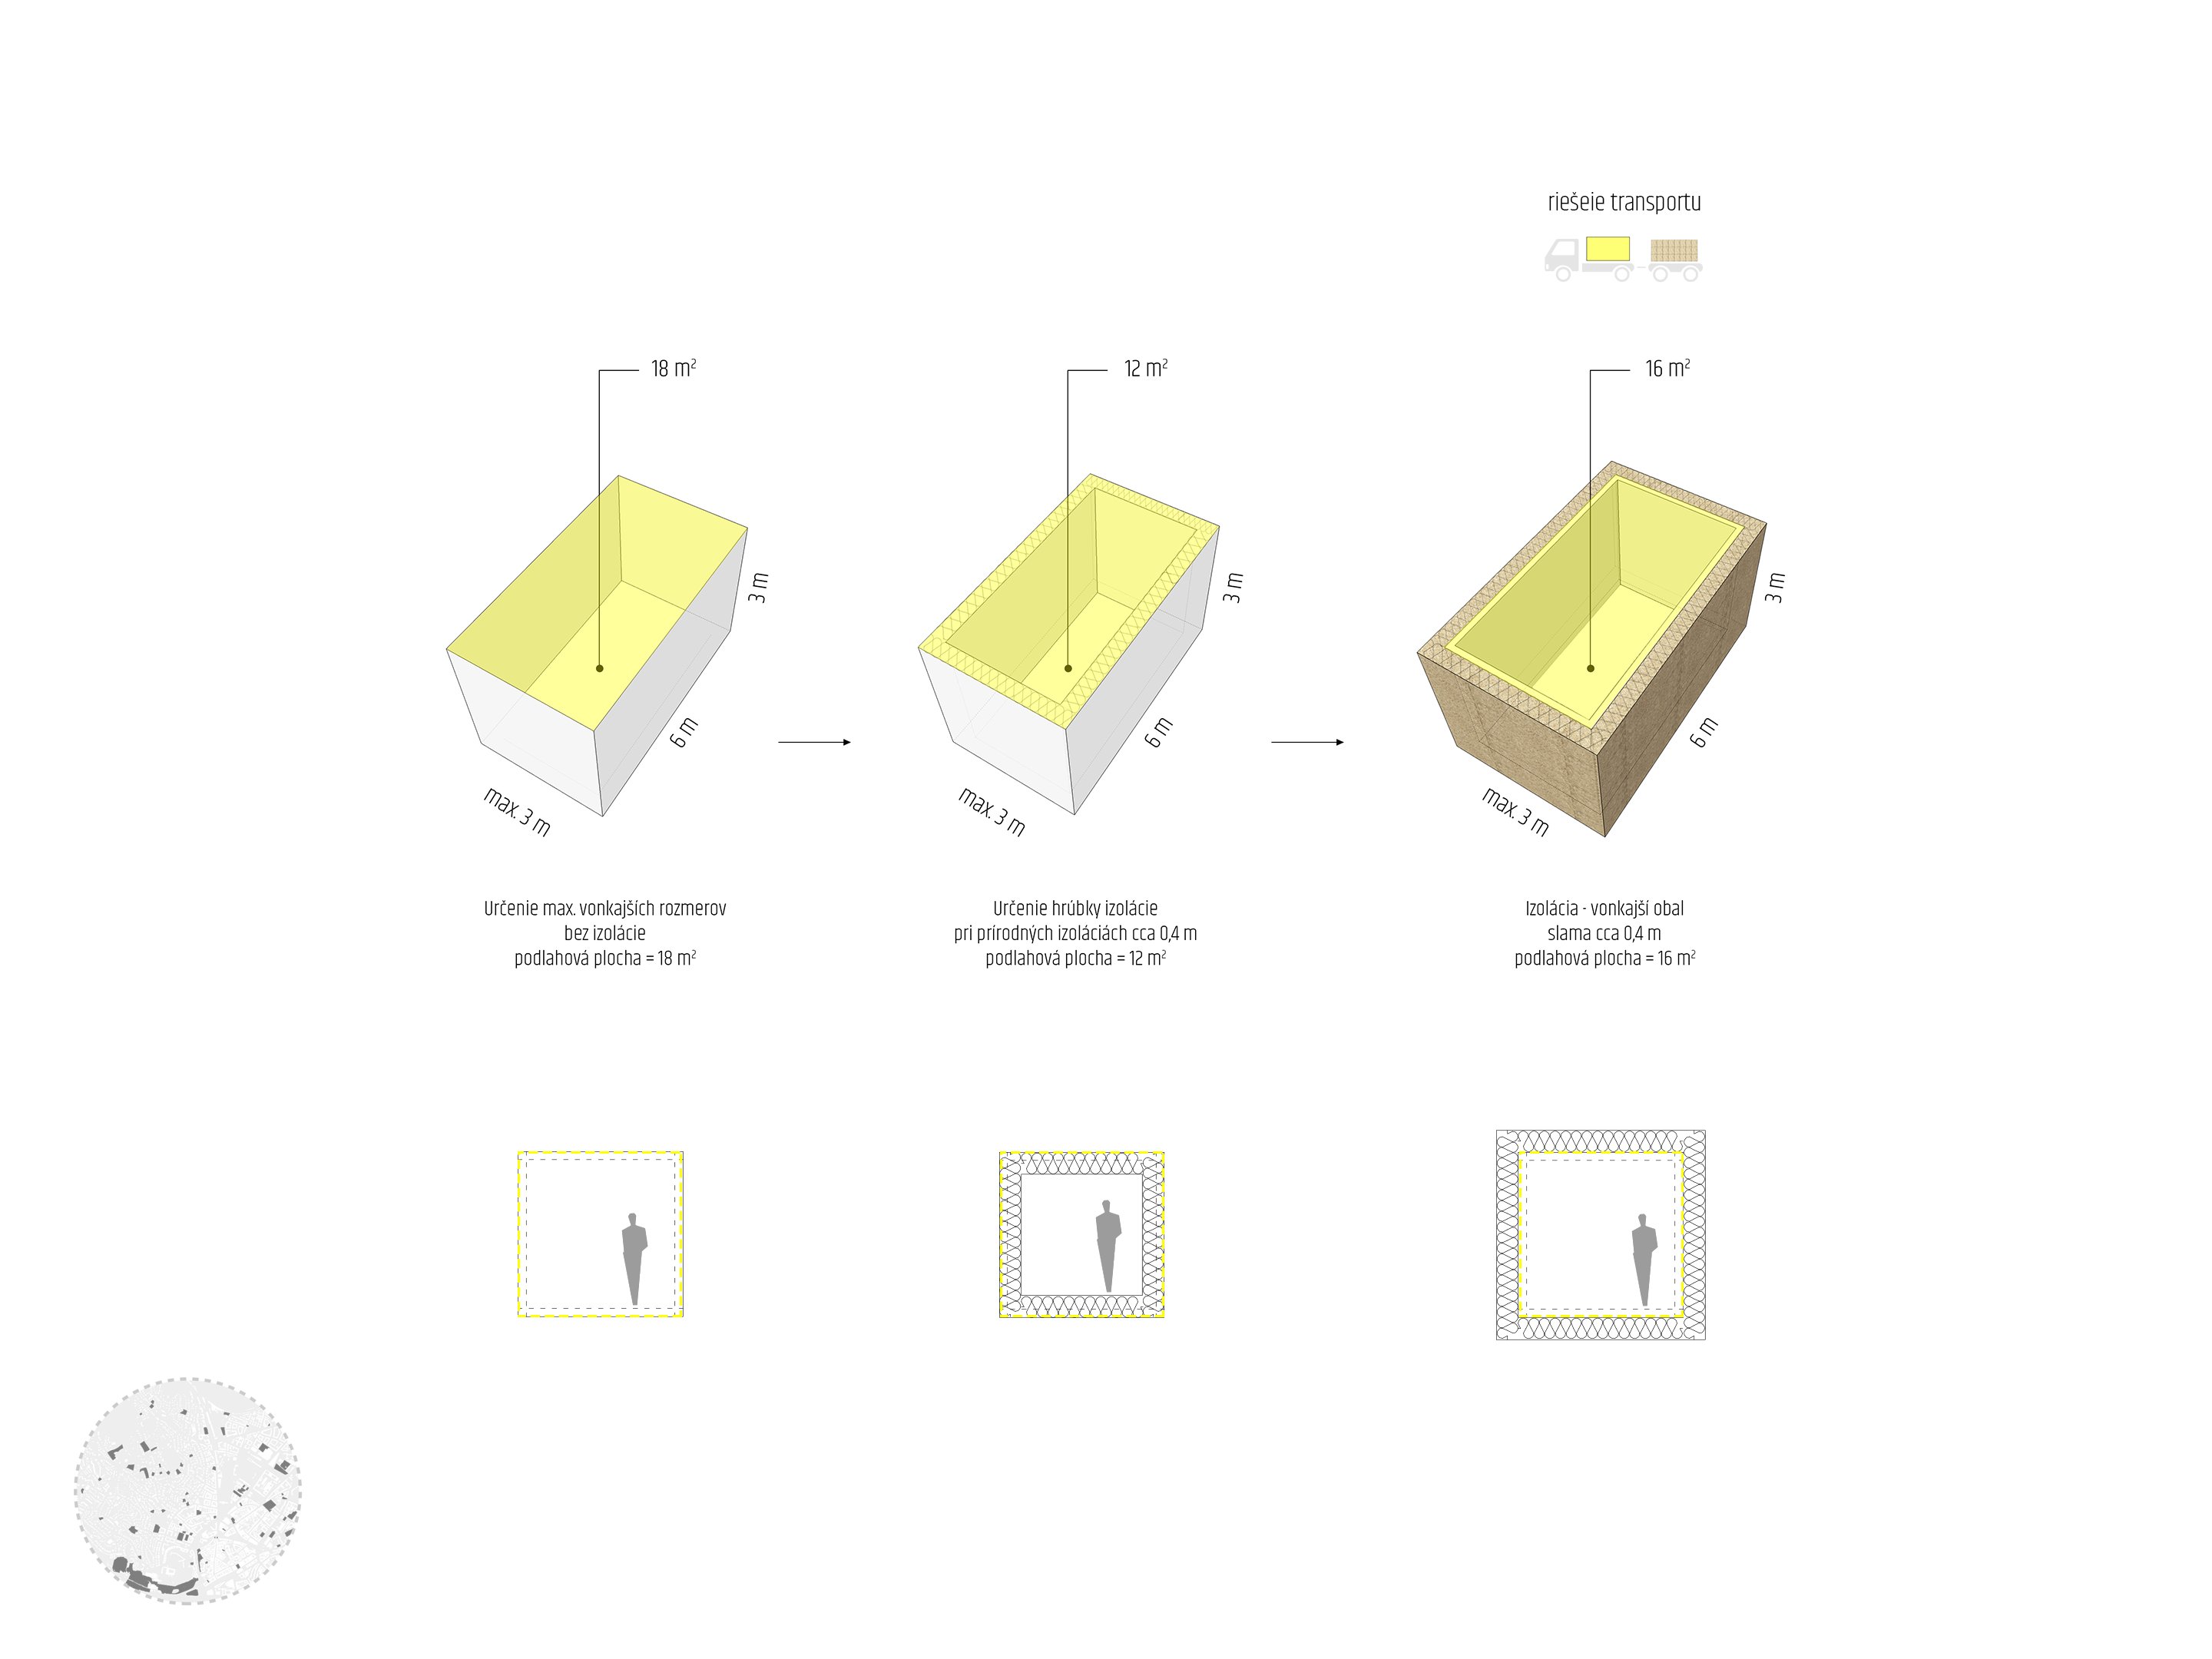 riešeie transportu
18 m²
12 m²
16 m²
3 m
6 m
max. 3 m
3 m
6 m
max. 3 m
3 m
6 m
max. 3 m
Určenie max. vonkajších rozmerov
bez izolácie
podlahová plocha = 18 m²
Určenie hrúbky izolácie
pri prírodných izoláciách cca 0,4 m
podlahová plocha = 12 m²
Izolácia - vonkajší obal
slama cca 0,4 m
podlahová plocha = 16 m²